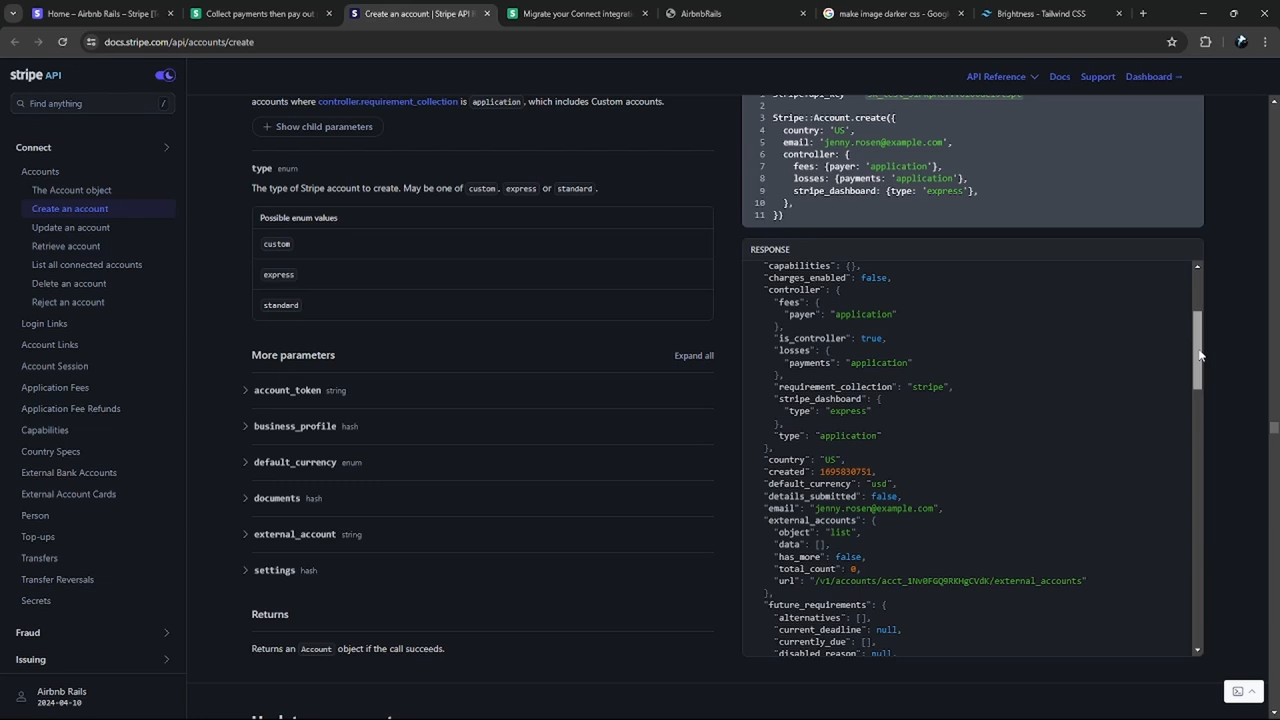 Home – Airbnb Rails – Stripe [T
Collect payments then pay out
Create an account | Stripe API R
Migrate your Connect integrati
AirbnbRails
make image darker css - Googl
Brightness - Tailwind CSS
docs.stripe.com/api/accounts/create
stripe API
Find anything /
API Reference
Docs
Support
Dashboard →
Connect
Accounts
The Account object
Create an account
Update an account
Retrieve account
List all connected accounts
Delete an account
Reject an account
Login Links
Account Links
Account Session
Application Fees
Application Fee Refunds
Capabilities
Country Specs
External Bank Accounts
External Account Cards
Person
Top-ups
Transfers
Transfer Reversals
Secrets
Fraud
Issuing
Airbnb Rails
2024-04-10
accounts where controller.requirement_collection is application, which includes Custom accounts.
+ Show child parameters
type enum
The type of Stripe account to create. May be one of custom, express or standard.
Possible enum values
custom
express
standard
More parameters
Expand all
account_token string
business_profile hash
default_currency enum
documents hash
external_account string
settings hash
Returns
Returns an Account object if the call succeeds.
2
3 Stripe::Account.create({
4 country: 'US',
5 email: 'jenny.rosen@example.com',
6 controller: {
7 fees: {payer: 'application'},
8 losses: {payments: 'application'},
9 stripe_dashboard: {type: 'express'},
10 },
11 })
RESPONSE
"capabilities": {},
"charges_enabled": false,
"controller": {
"fees": {
"payer": "application"
},
"is_controller": true,
"losses": {
"payments": "application"
},
"requirement_collection": "stripe",
"stripe_dashboard": {
"type": "express"
},
"type": "application"
},
"country": "US",
"created": 1695830751,
"default_currency": "usd",
"details_submitted": false,
"email": "jenny.rosen@example.com",
"external_accounts": {
"object": "list",
"data": [],
"has_more": false,
"total_count": 0,
"url": "/v1/accounts/acct_1Nv0FGQ9RKHgCVdK/external_accounts"
},
"future_requirements": {
"alternatives": [],
"current_deadline": null,
"currently_due": [],
"disabled_reason": null,